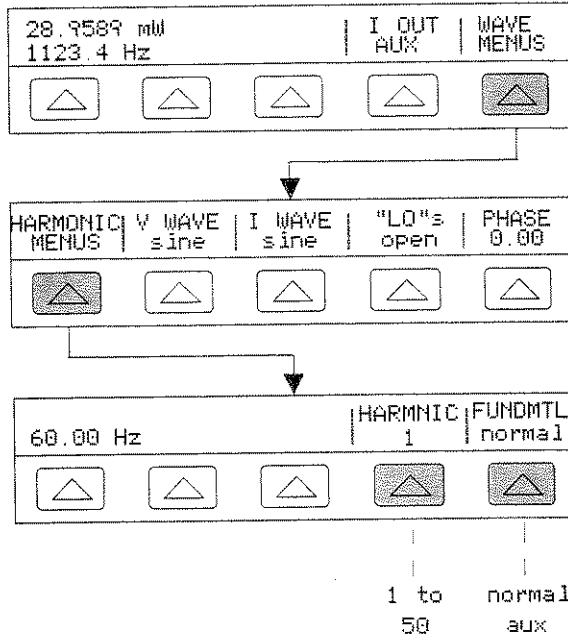 28.9589 mW | I OUT | WAVE
1123.4 Hz AUX | MENUS
HARMONIC | V WAVE | I WAVE | "LO"s | PHASE
MENUS | sine | sine | open | 0.00
|HARMNIC |FUNDMTL
60.00 Hz | 1 | normal
1 to normal
50 aux